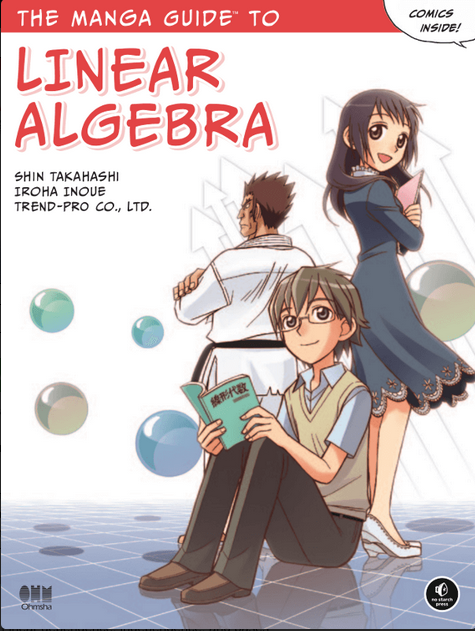 THE MANGA GUIDE™ TO
COMICS
INSIDE!
LINEAR
ALGEBRA
SHIN TAKAHASHI
IROHA INOUE
TREND-PRO CO., LTD.
線形代数
OHM
Ohmsha
no starch
press